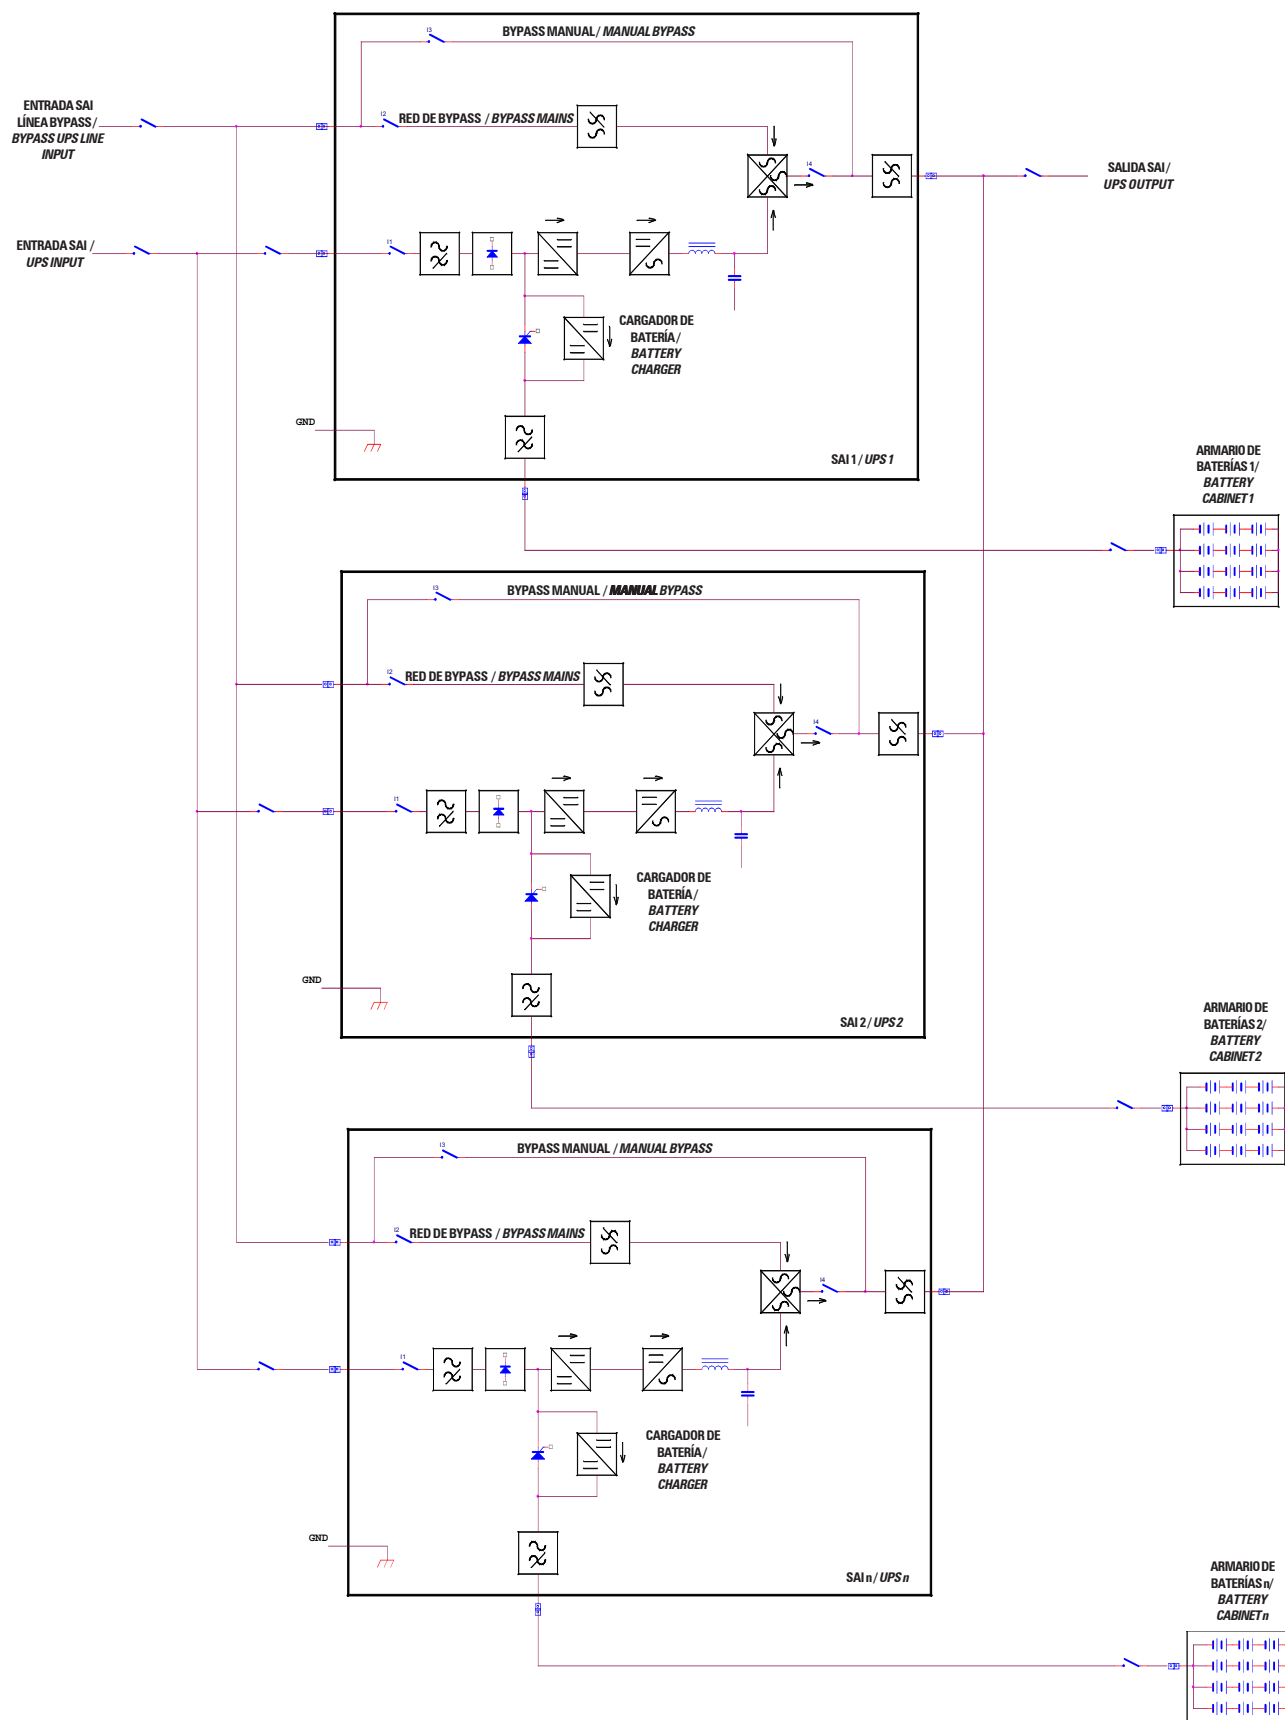 I3
BYPASS MANUAL / MANUAL BYPASS
ENTRADA SAI
LÍNEA BYPASS /
BYPASS UPS LINE
INPUT
I2
RED DE BYPASS / BYPASS MAINS
I4
SALIDA SAI /
UPS OUTPUT
ENTRADA SAI /
UPS INPUT
I1
CARGADOR DE
BATERÍA /
BATTERY
CHARGER
GND
SAI 1 / UPS 1
ARMARIO DE
BATERÍAS 1/
BATTERY
CABINET 1
I3
BYPASS MANUAL / MANUAL BYPASS
I2
RED DE BYPASS / BYPASS MAINS
I4
I1
CARGADOR DE
BATERÍA /
BATTERY
CHARGER
GND
SAI 2 / UPS 2
ARMARIO DE
BATERÍAS 2/
BATTERY
CABINET 2
I3
BYPASS MANUAL / MANUAL BYPASS
I2
RED DE BYPASS / BYPASS MAINS
I4
I1
CARGADOR DE
BATERÍA /
BATTERY
CHARGER
GND
SAI n / UPS n
ARMARIO DE
BATERÍAS n/
BATTERY
CABINET n